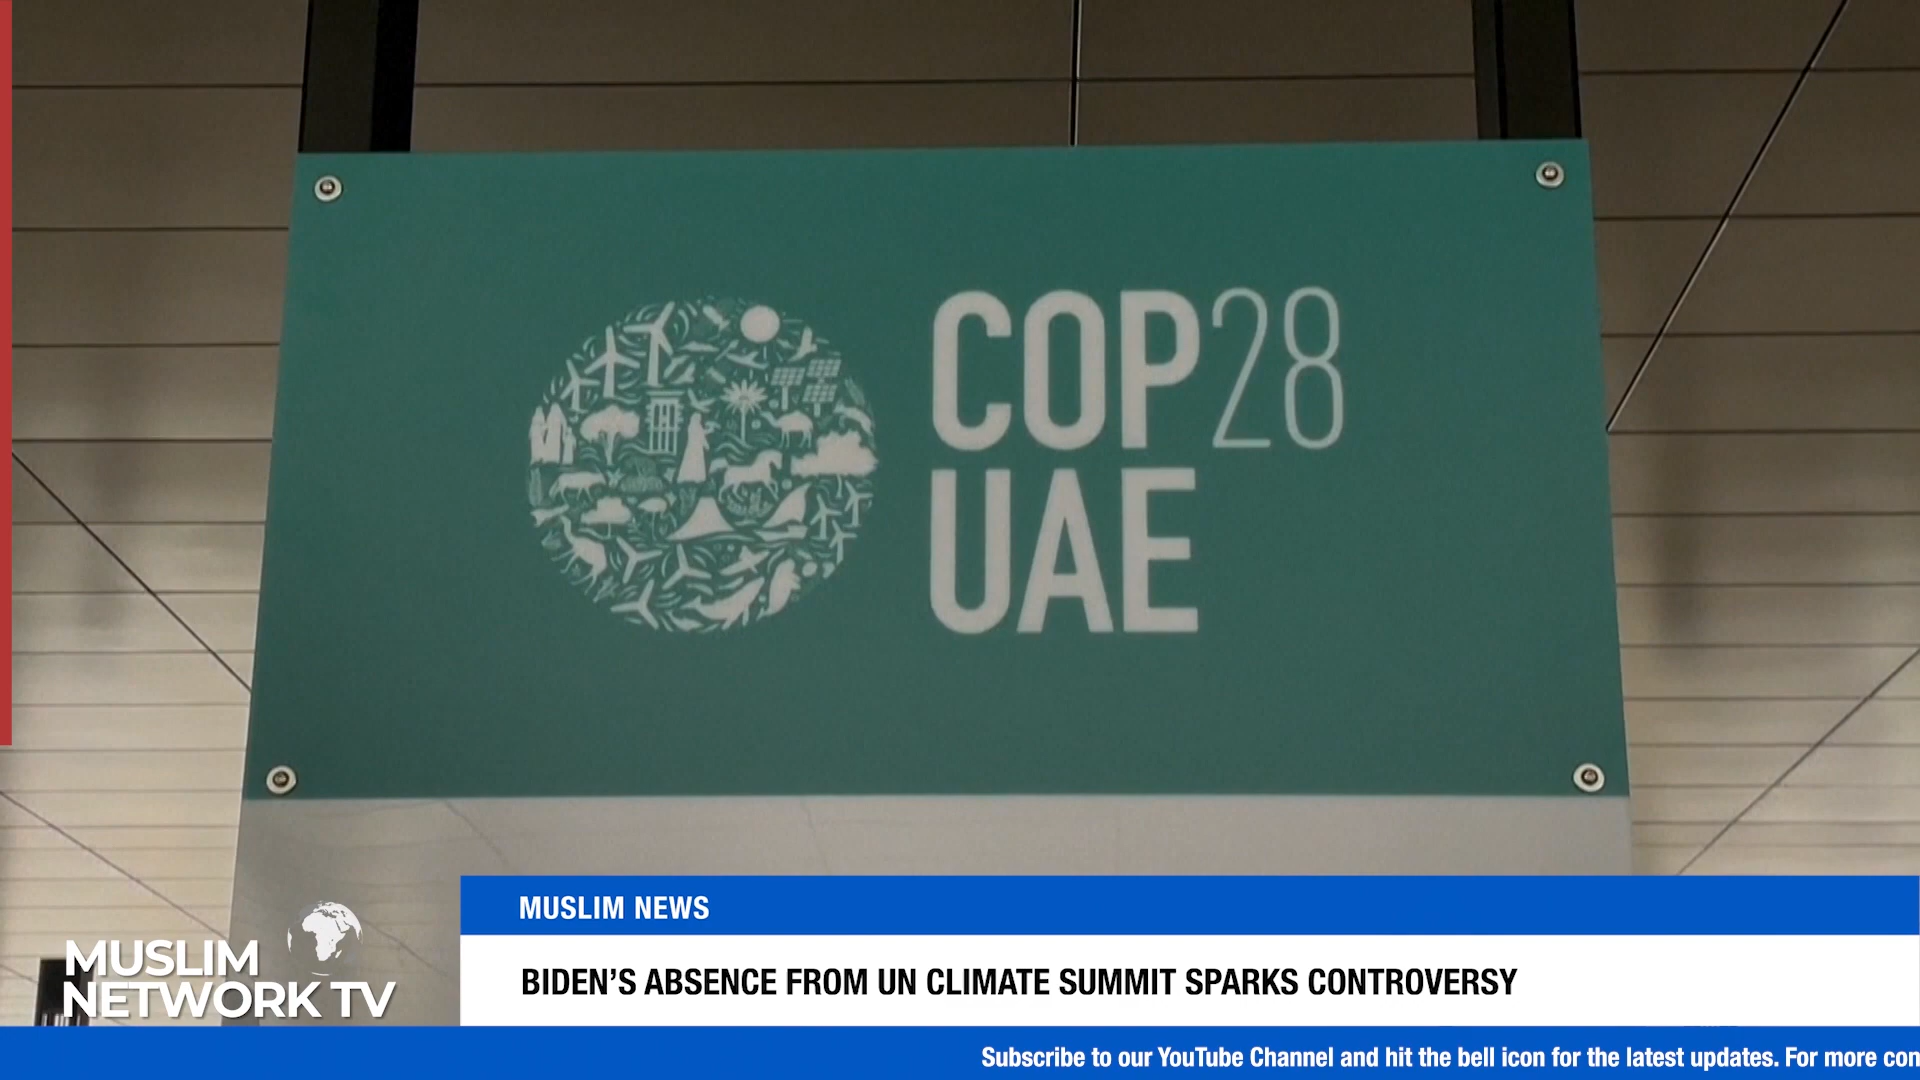 COP28
UAE
MUSLIM NEWS
BIDEN'S ABSENCE FROM UN CLIMATE SUMMIT SPARKS CONTROVERSY
MUSLIM
NETWORK TV
Subscribe to our YouTube Channel and hit the bell icon for the latest updates. For more con